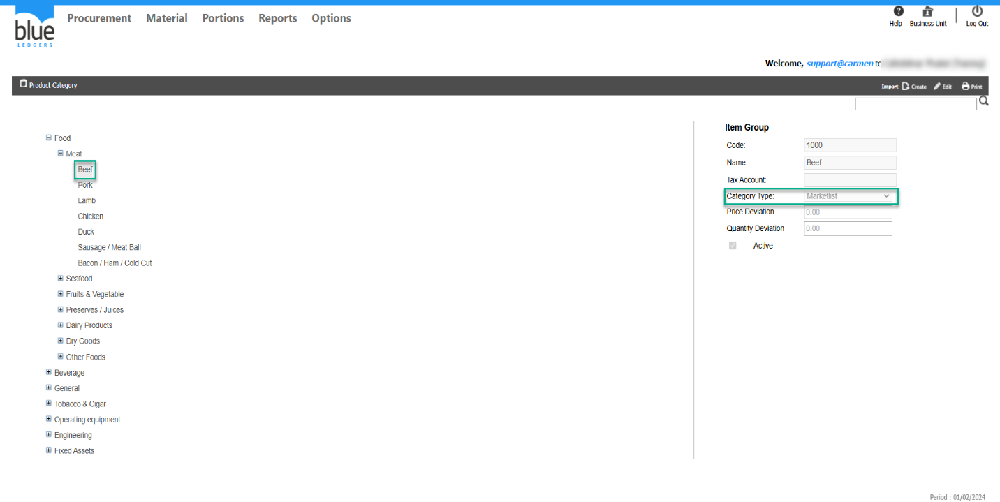 Procurement Material Portions Reports Options
Help Business Unit Log Out
blue
LEDGERS
Welcome, support@carmen to
Product Category
Import Create Edit Print
Food
Meat
Beef
Pork
Lamb
Chicken
Duck
Sausage / Meat Ball
Bacon / Ham / Cold Cut
Seafood
Fruits & Vegetable
Preserves / Juices
Dairy Products
Dry Goods
Other Foods
Beverage
General
Tobacco & Cigar
Operating equipment
Engineering
Fixed Assets
Item Group
Code: 1000
Name: Beef
Tax Account:
Category Type: Marketlist
Price Deviation 0.00
Quantity Deviation 0.00
Active
Period : 01/02/2024